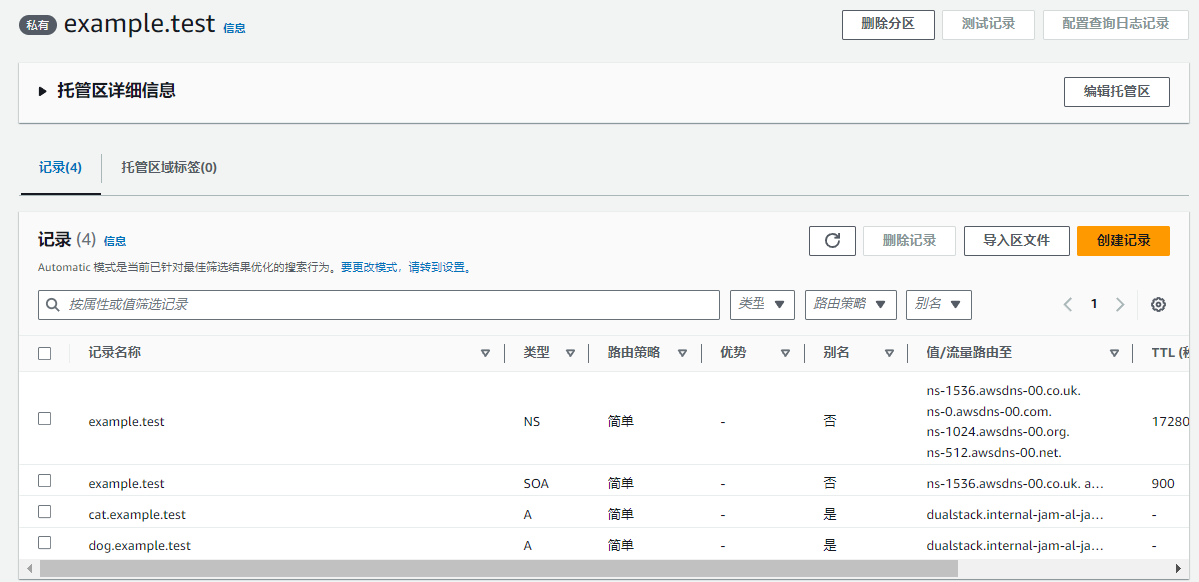 私有 example.test 信息
删除分区 测试记录 配置查询日志记录
托管区详细信息 编辑托管区
记录(4) 托管区域标签(0)
记录 (4) 信息 删除记录 导入区文件 创建记录
Automatic 模式是当前已针对最佳筛选结果优化的搜索行为。要更改模式，请转到设置。
按属性或值筛选记录 类型 路由策略 别名 1
记录名称 类型 路由策略 优势 别名 值/流量路由至 TTL (秒
example.test NS 简单 - 否 ns-1536.awsdns-00.co.uk. 17280
ns-0.awsdns-00.com.
ns-1024.awsdns-00.org.
ns-512.awsdns-00.net.
example.test SOA 简单 - 否 ns-1536.awsdns-00.co.uk. a... 900
cat.example.test A 简单 - 是 dualstack.internal-jam-al-ja... -
dog.example.test A 简单 - 是 dualstack.internal-jam-al-ja... -